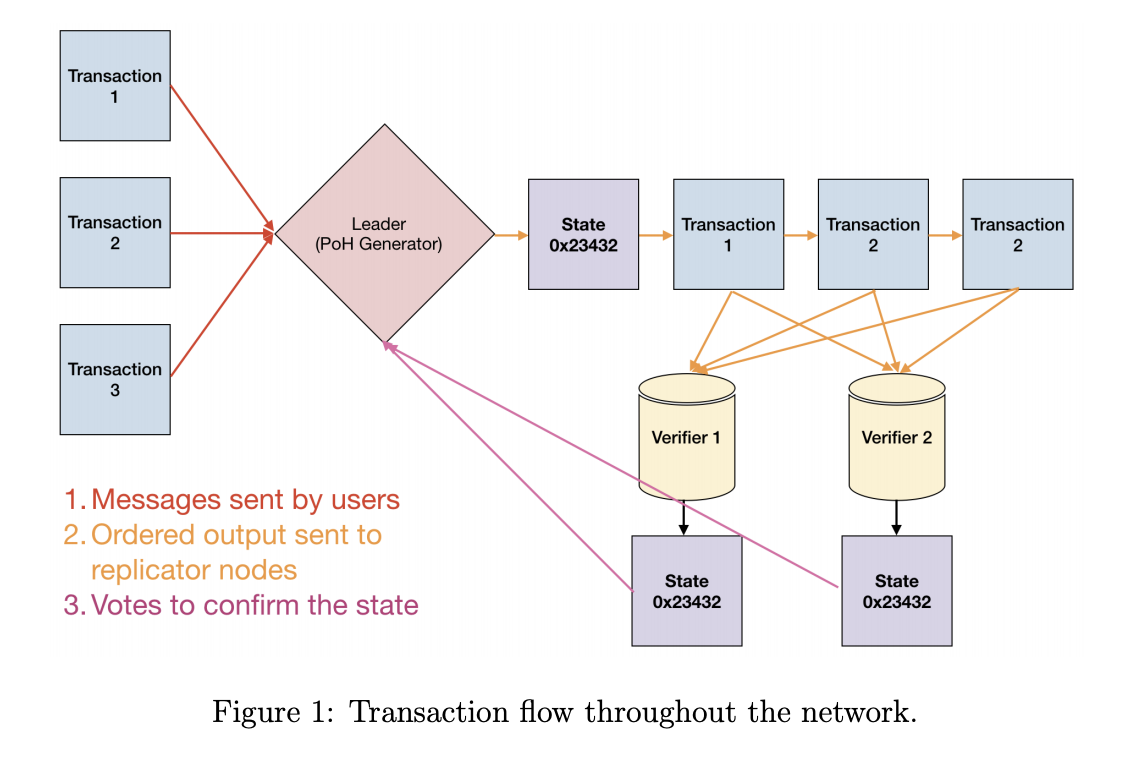 Transaction
1
Transaction
2
Transaction
3
Leader
(PoH Generator)
State
0x23432
Transaction
1
Transaction
2
Transaction
2
Verifier 1
Verifier 2
State
0x23432
State
0x23432
1. Messages sent by users
2. Ordered output sent to
replicator nodes
3. Votes to confirm the state
Figure 1: Transaction flow throughout the network.